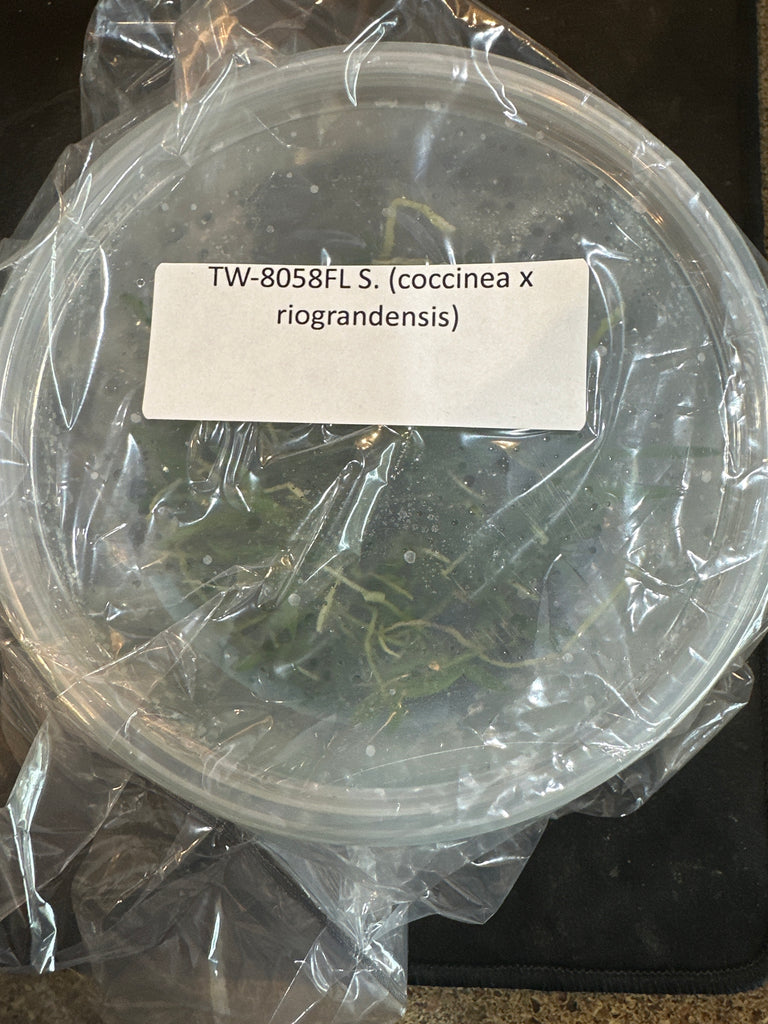 TW-8058FL S. (coccinea x
riograndensis)